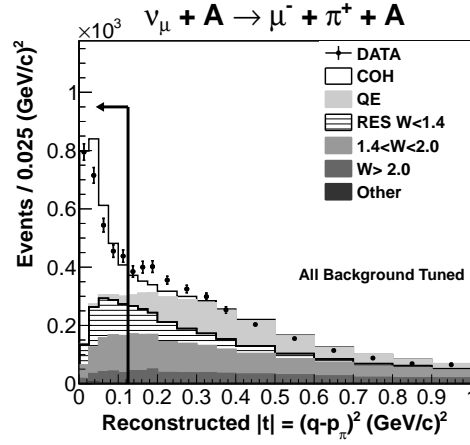 ν_μ + A → μ⁻ + π⁺ + A
×10³
DATA
COH
QE
RES W<1.4
1.4<W<2.0
W> 2.0
Other
All Background Tuned
Events / 0.025 (GeV/c)²
1
0.8
0.6
0.4
0.2
0
0 0.1 0.2 0.3 0.4 0.5 0.6 0.7 0.8 0.9 1
Reconstructed |t| = (q-p_π)² (GeV/c)²